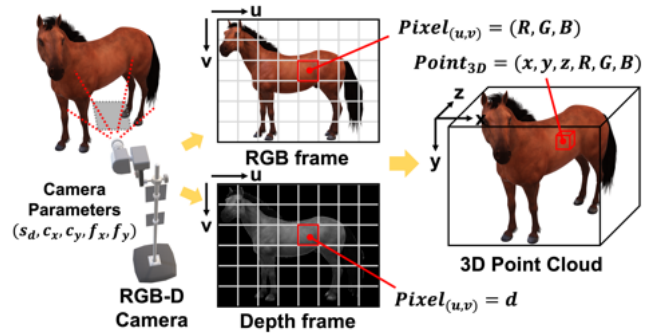 u
v
RGB frame
Pixel(u,v) = (R, G, B)
Point3D = (x, y, z, R, G, B)
z
x
y
3D Point Cloud
Camera
Parameters
(sd, cx, cy, fx, fy)
RGB-D
Camera
u
v
Depth frame
Pixel(u,v) = d